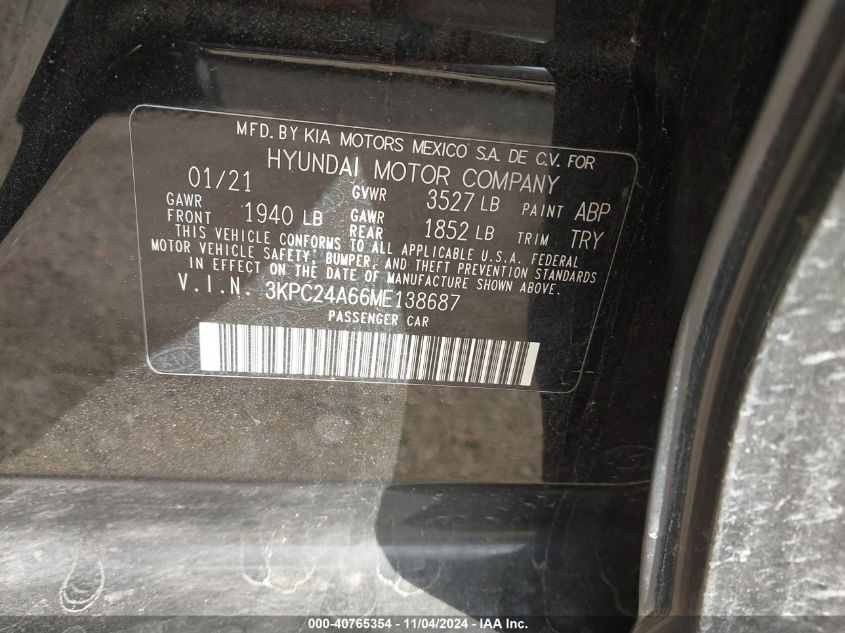 MFD. BY KIA MOTORS MEXICO S.A. DE C.V. FOR
HYUNDAI MOTOR COMPANY
01/21 GVWR 3527 LB PAINT ABP
GAWR FRONT 1940 LB GAWR REAR 1852 LB TRIM TRY
THIS VEHICLE CONFORMS TO ALL APPLICABLE U.S.A. FEDERAL
MOTOR VEHICLE SAFETY, BUMPER, AND THEFT PREVENTION STANDARDS
IN EFFECT ON THE DATE OF MANUFACTURE SHOWN ABOVE.
V.I.N. 3KPC24A66ME138687
PASSENGER CAR
000-40765354 - 11/04/2024 - IAA Inc.